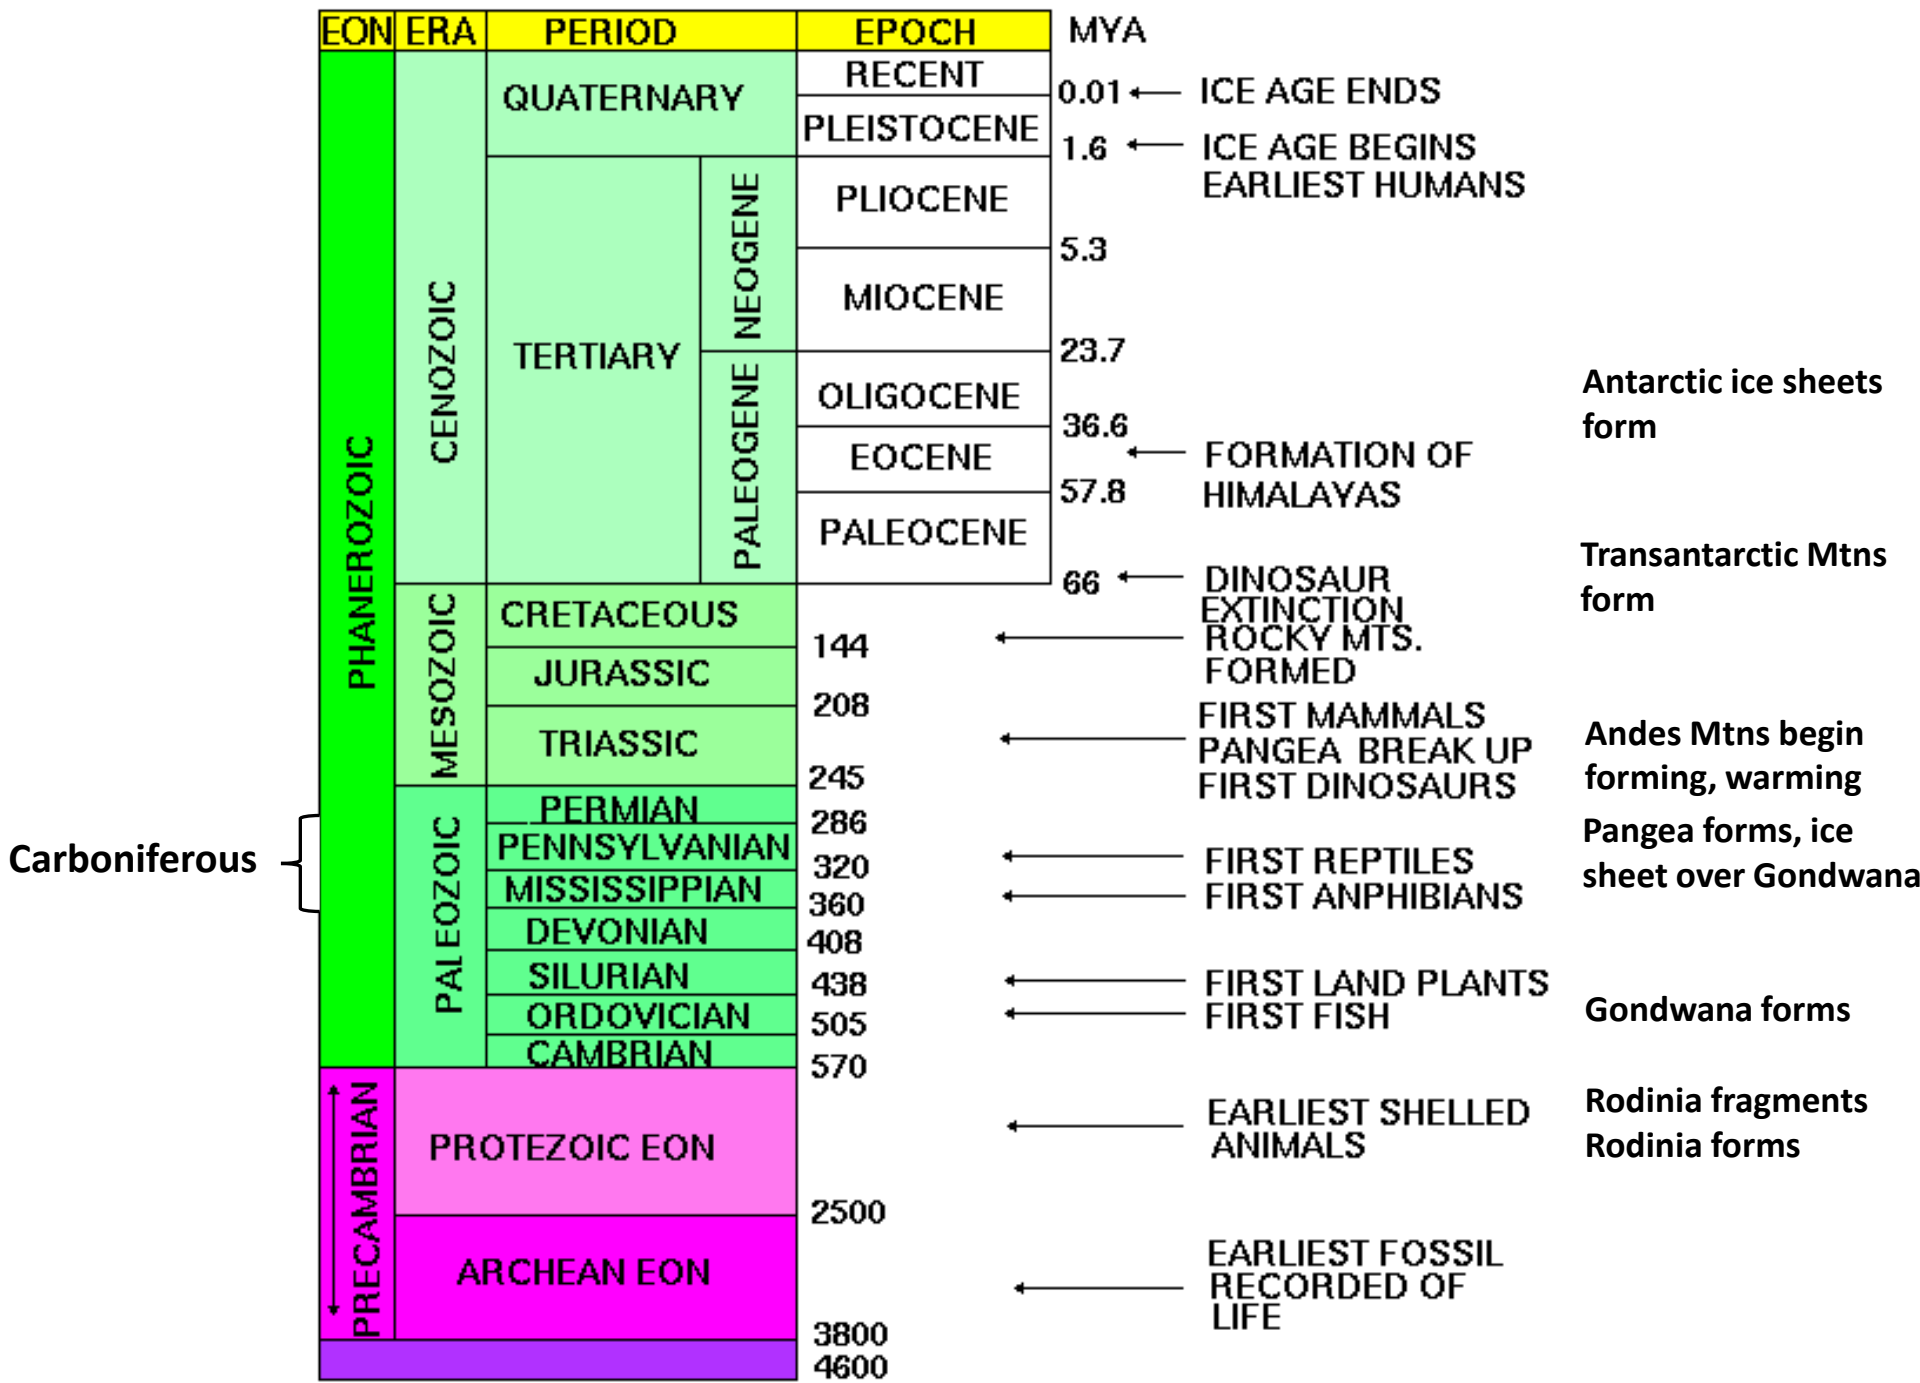 EON ERA PERIOD EPOCH MYA
RECENT
QUATERNARY
0.01 ICE AGE ENDS
PLEISTOCENE
1.6 ICE AGE BEGINS
EARLIEST HUMANS
PLIOCENE
NEOGENE
5.3
MIOCENE
CENOZOIC
TERTIARY
23.7
Antarctic ice sheets
form
OLIGOCENE
36.6
PALEOGENE
EOCENE
FORMATION OF
HIMALAYAS
57.8
PALEOCENE
PHANEROZOIC
Transantarctic Mtns
form
66 DINOSAUR
EXTINCTION
CRETACEOUS
ROCKY MTS.
FORMED
144
MESOZOIC
JURASSIC
208
FIRST MAMMALS
PANGEA BREAK UP
FIRST DINOSAURS
TRIASSIC
Andes Mtns begin
forming, warming
245
PERMIAN
286
Pangea forms, ice
sheet over Gondwana
Carboniferous
PENNSYLVANIAN
320 FIRST REPTILES
MISSISSIPPIAN
360 FIRST ANPHIBIANS
PALEOZOIC
DEVONIAN
408
SILURIAN
438 FIRST LAND PLANTS
ORDOVICIAN
505 FIRST FISH
Gondwana forms
CAMBRIAN
570
PRECAMBRIAN
PROTEZOIC EON
EARLIEST SHELLED
ANIMALS
Rodinia fragments
Rodinia forms
2500
ARCHEAN EON
EARLIEST FOSSIL
RECORDED OF
LIFE
3800
4600